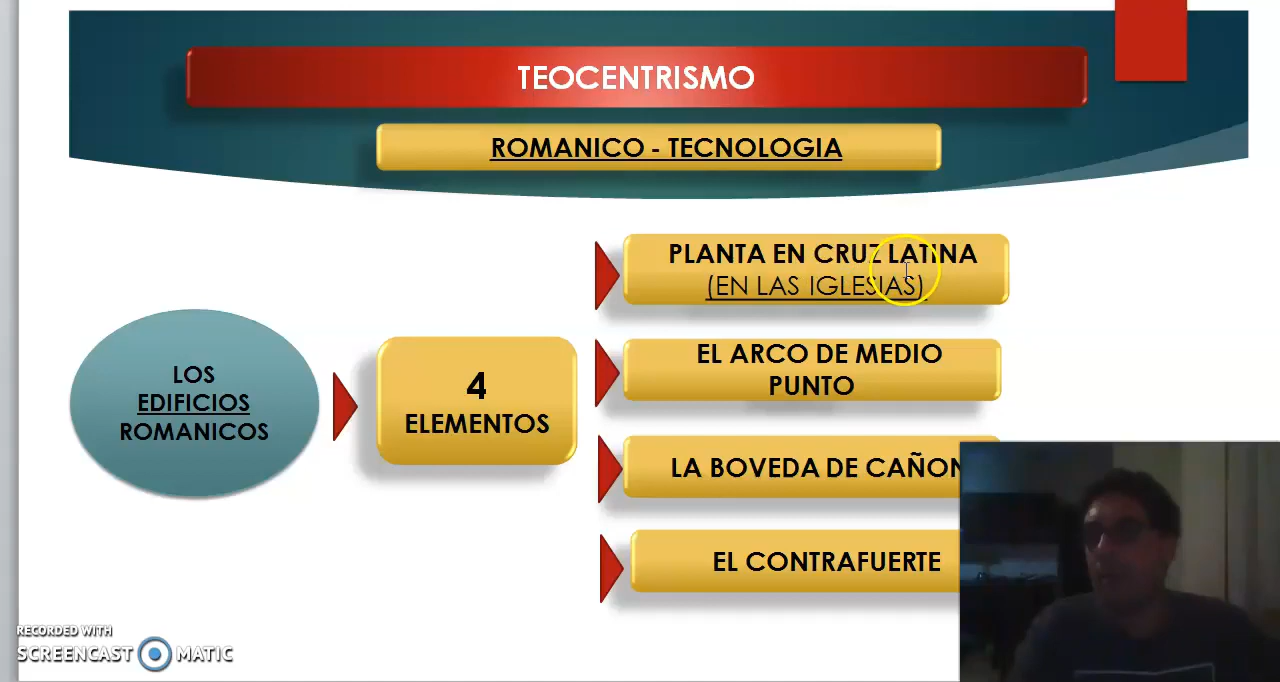 TEOCENTRISMO
ROMANICO - TECNOLOGIA
LOS
EDIFICIOS
ROMANICOS
4
ELEMENTOS
PLANTA EN CRUZ LATINA
(EN LAS IGLESIAS)
EL ARCO DE MEDIO
PUNTO
LA BOVEDA DE CAÑON
EL CONTRAFUERTE
RECORDED WITH
SCREENCAST MATIC